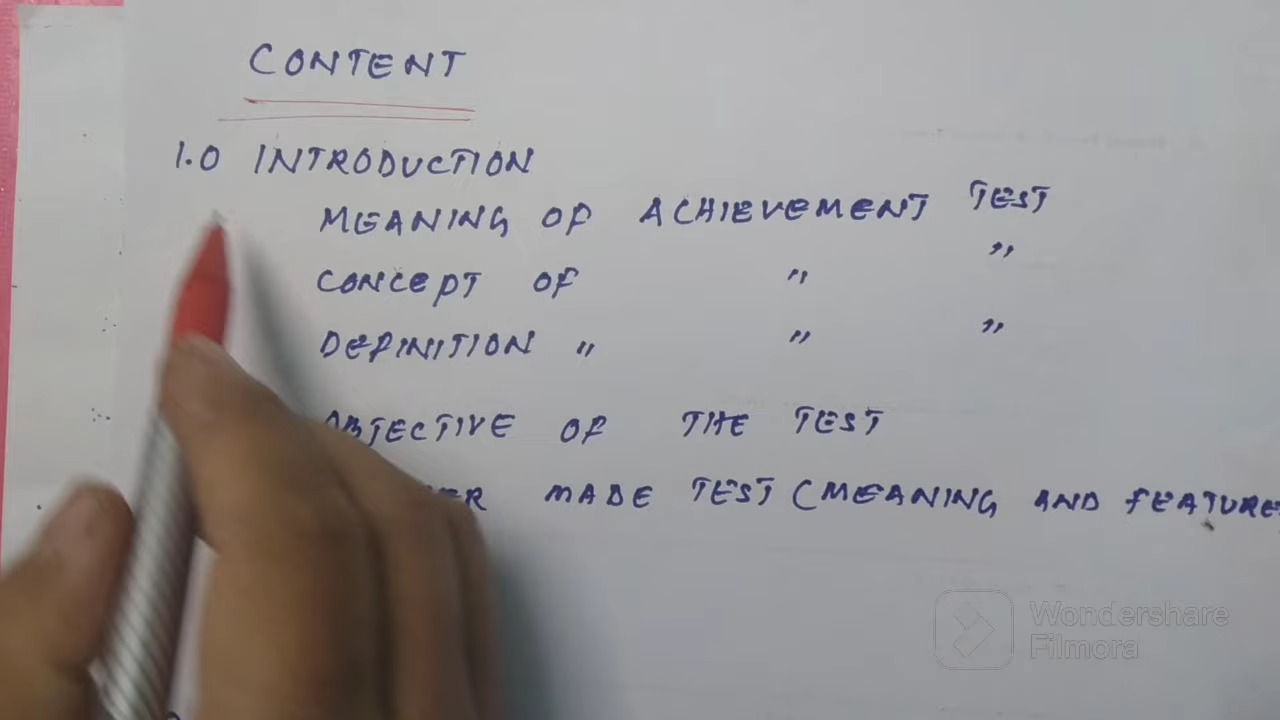 CONTENT
1.0 INTRODUCTION
MEANING OF ACHIEVEMENT TEST
CONCEPT OF " "
DEFINITION " " "
OBJECTIVE OF THE TEST
MADE TEST (MEANING AND FEATURE
Wondershare
Filmora